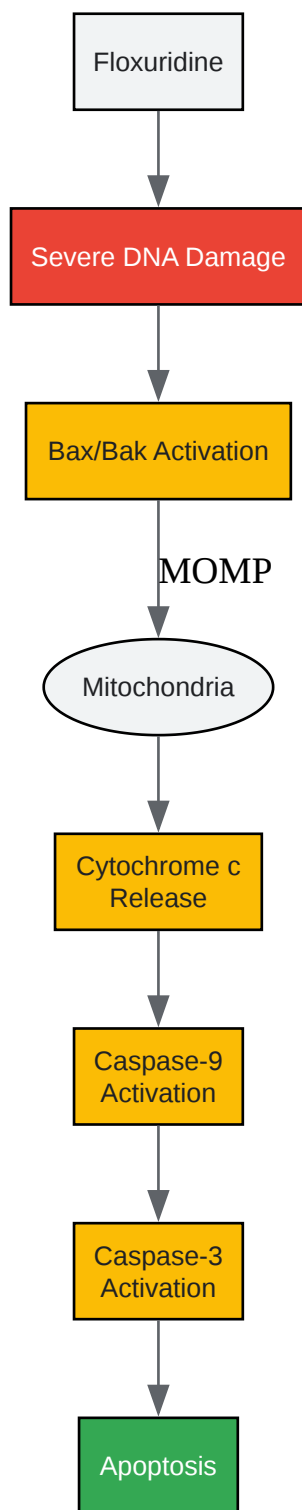 Floxuridine
Severe DNA Damage
Bax/Bak Activation
MOMP
Mitochondria
Cytochrome c
Release
Caspase-9
Activation
Caspase-3
Activation
Apoptosis